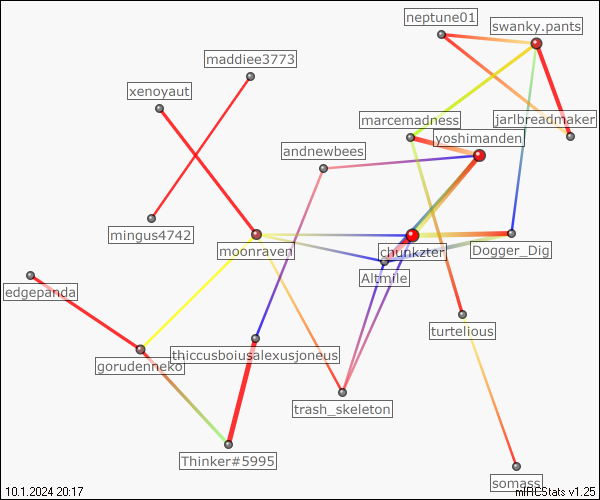 neptune01
swanky.pants
maddiee3773
xenoyaut
marcemadness
jarlbreadmaker
yoshimanden
andnewbees
mingus4742
moonraven
chunkzter
Dogger_Dig
Altmile
edgepanda
turtelious
thiccusboiusalexusjoneus
gorudenneko
trash_skeleton
Thinker#5995
somass
10.1.2024 20:17
mIRCStats v1.25